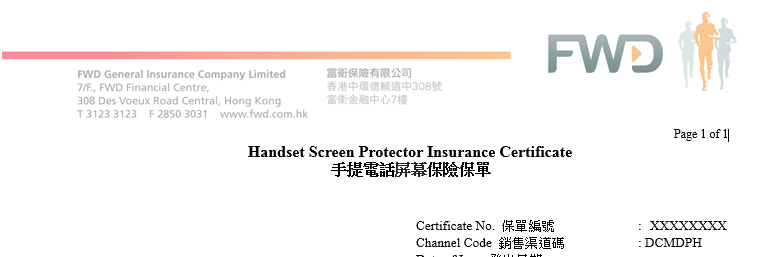 FWD
FWD General Insurance Company Limited
7/F., FWD Financial Centre,
308 Des Voeux Road Central, Hong Kong
T 3123 3123 F 2850 3031 www.fwd.com.hk
富衛保險有限公司
香港中環德輔道中308號
富衛金融中心7樓
Page 1 of 1
Handset Screen Protector Insurance Certificate
手提電話屏幕保險保單
Certificate No. 保單編號 : XXXXXXXX
Channel Code 銷售渠道碼 : DCMDPH